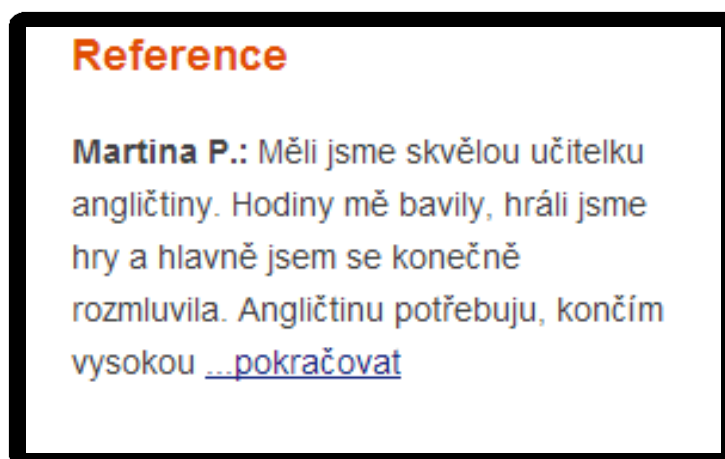 Reference
Martina P.: Měli jsme skvělou učitelku
angličtiny. Hodiny mě bavily, hráli jsme
hry a hlavně jsem se konečně
rozmluvila. Angličtinu potřebuju, končím
vysokou ...pokračovat